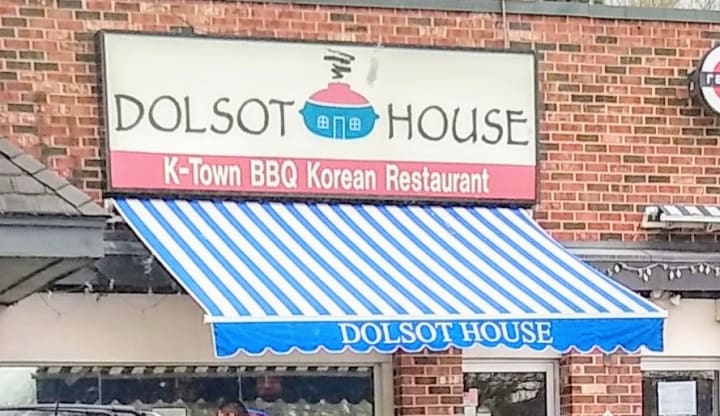 DOLSOT HOUSE
K-Town BBQ Korean Restaurant
DOLSOT HOUSE